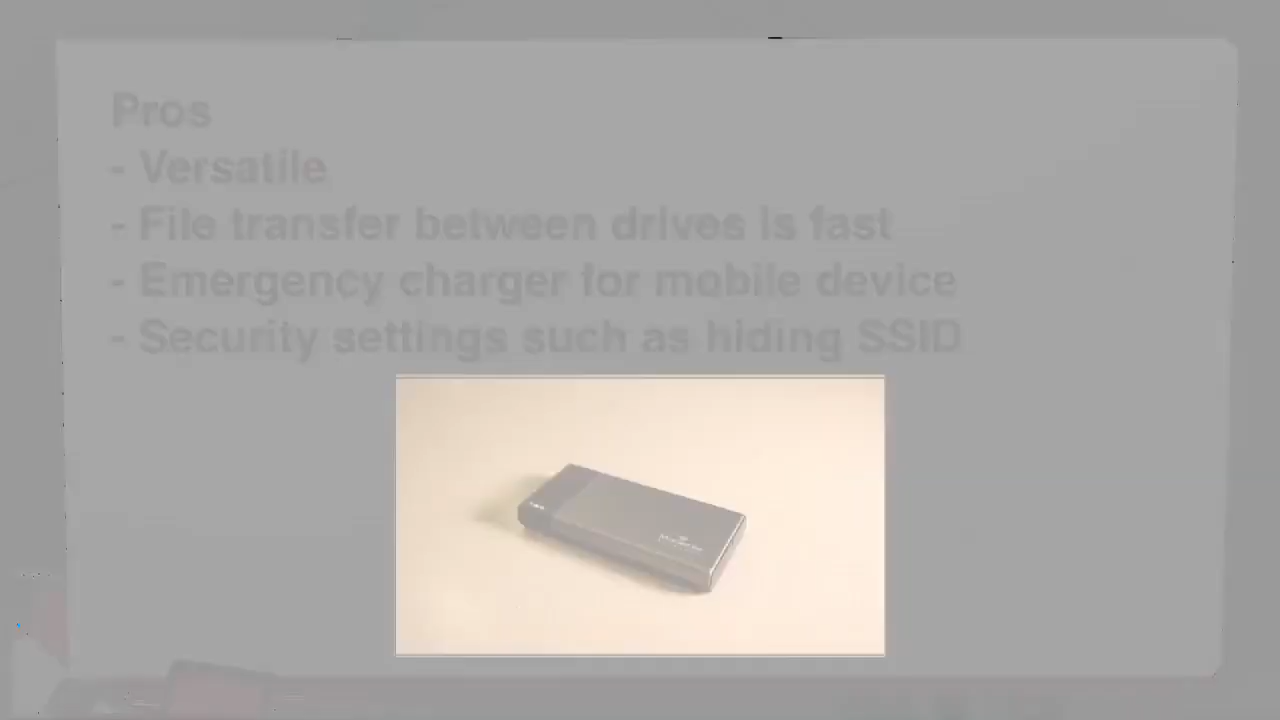 Pros
- Versatile
- File transfer between drives is fast
- Emergency charger for mobile device
- Security settings such as hiding SSID